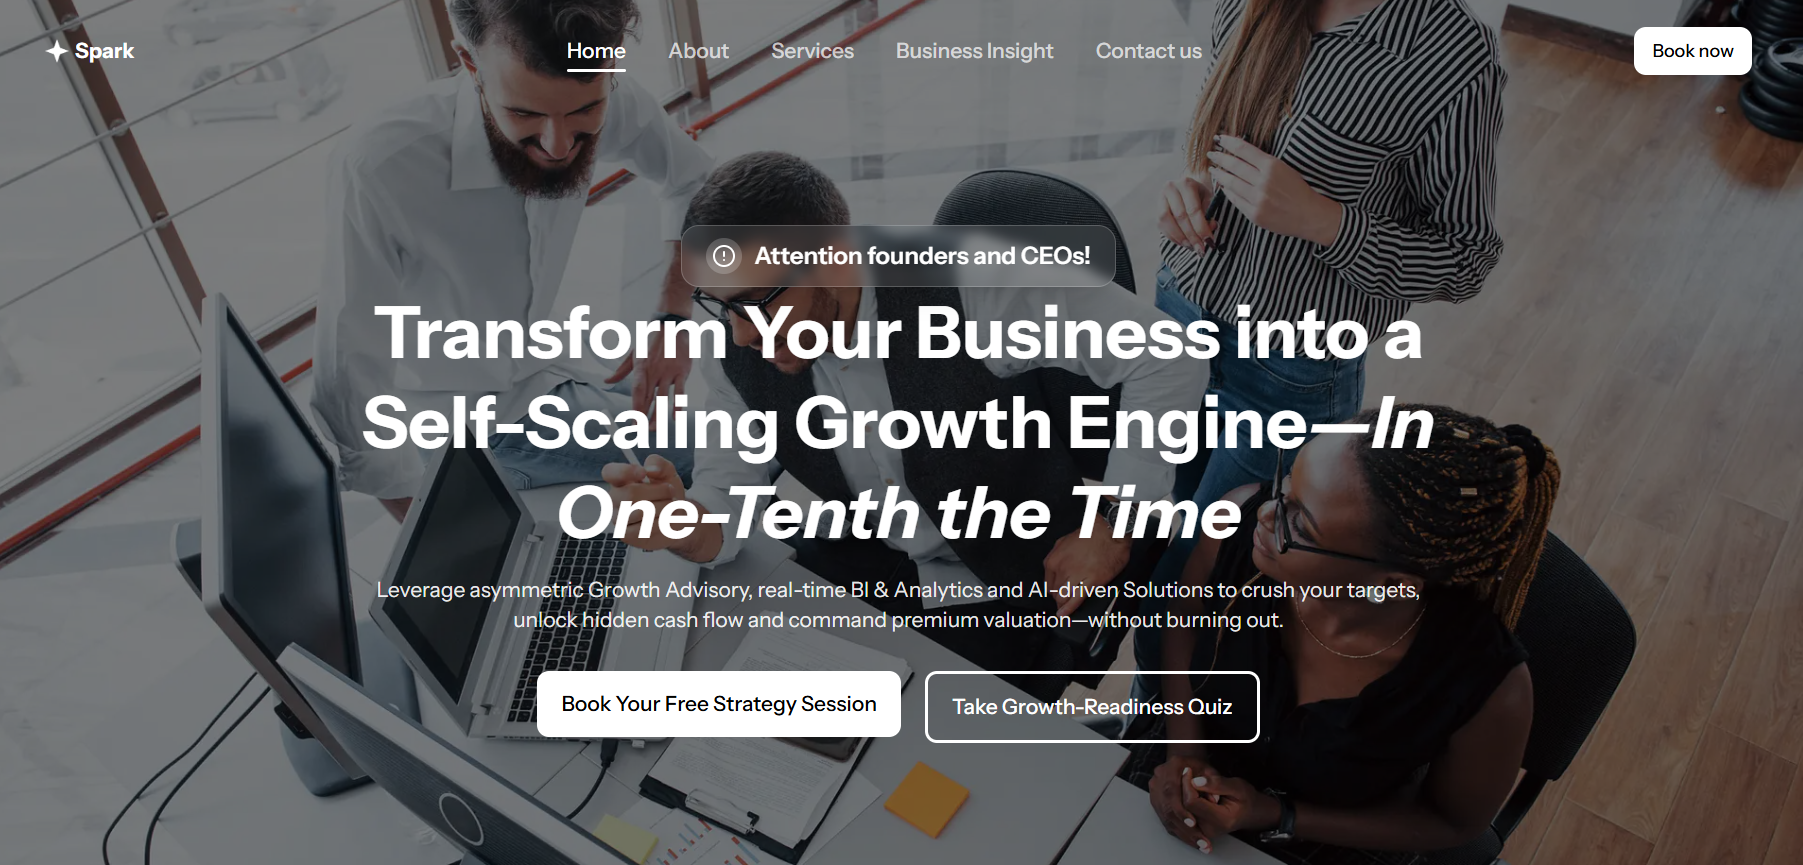 Spark
Home
About
Services
Business Insight
Contact us
Book now
Attention founders and CEOs!
Transform Your Business into a
Self-Scaling Growth Engine—In
One-Tenth the Time
Leverage asymmetric Growth Advisory, real-time BI & Analytics and AI-driven Solutions to crush your targets,
unlock hidden cash flow and command premium valuation—without burning out.
Book Your Free Strategy Session
Take Growth-Readiness Quiz